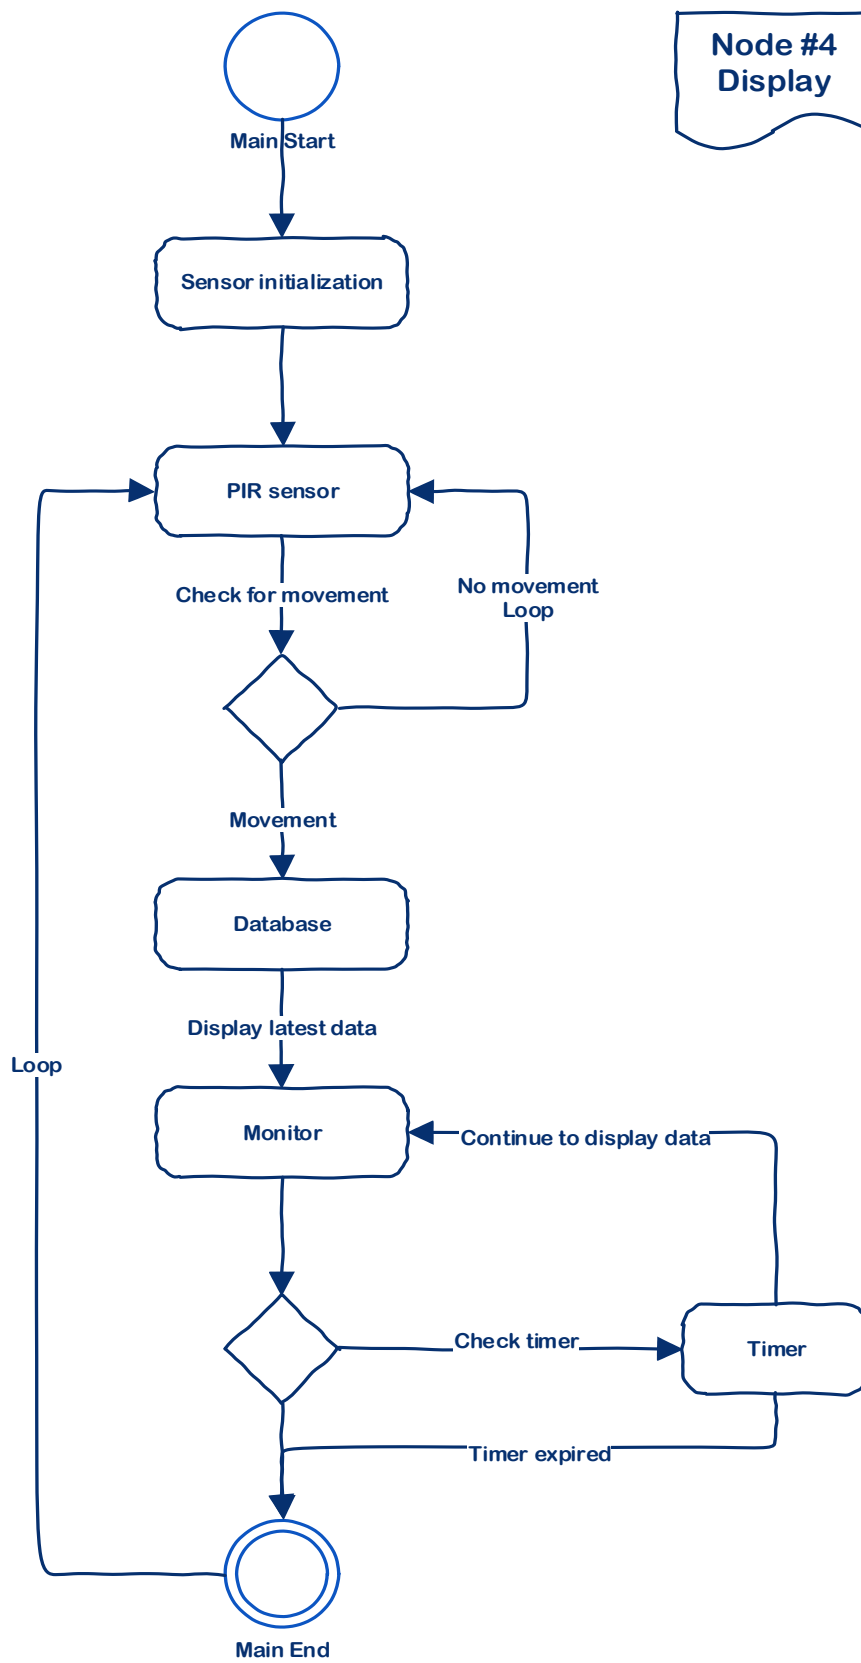 Node #4
Display
Main Start
Sensor initialization
PIR sensor
Check for movement
No movement
Loop
Movement
Database
Display latest data
Loop
Monitor
Continue to display data
Check timer
Timer
Timer expired
Main End